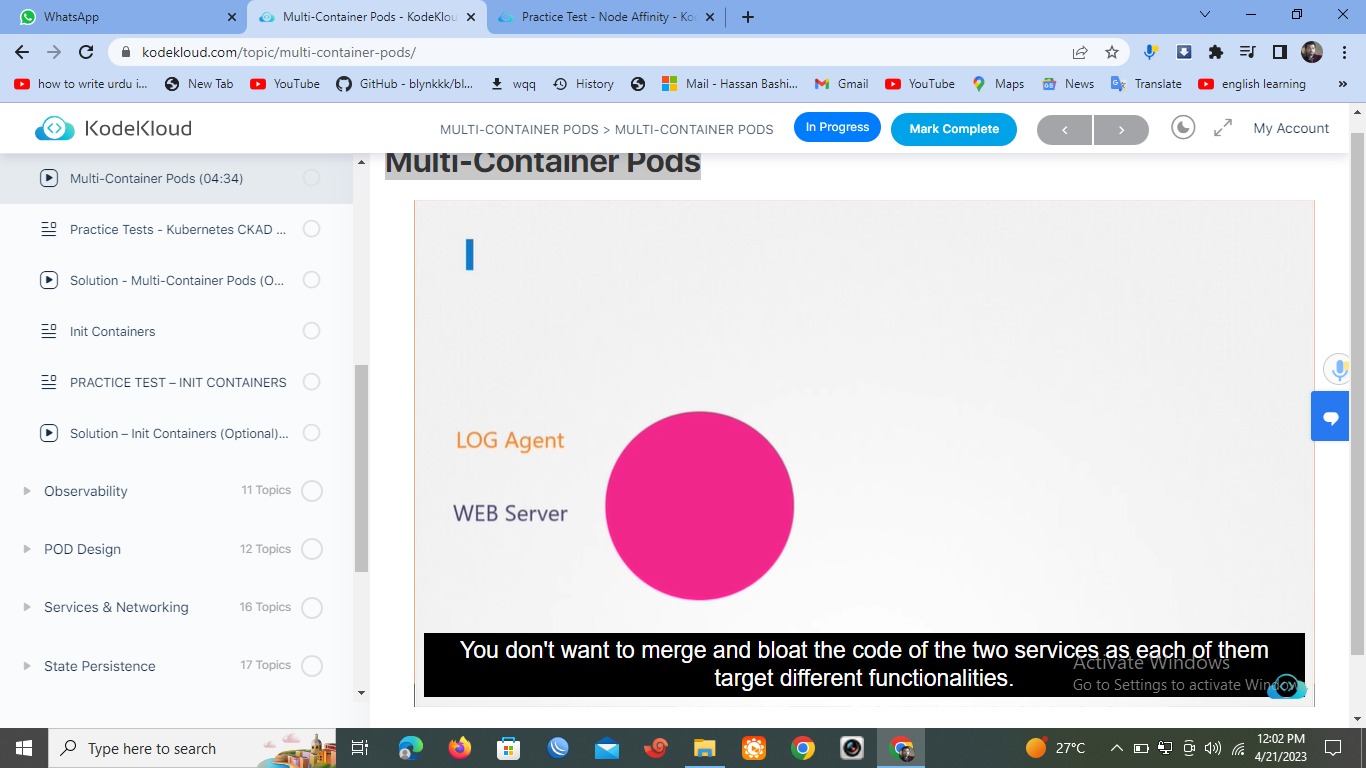 WhatsApp
Multi-Container Pods - KodeKlou
Practice Test - Node Affinity - Ko
kodekloud.com/topic/multi-container-pods/
how to write urdu i...
New Tab
YouTube
GitHub - blynkkk/bl...
wqq
History
Mail - Hassan Bashi...
Gmail
YouTube
Maps
News
Translate
english learning
»
KodeKloud
MULTI-CONTAINER PODS > MULTI-CONTAINER PODS
In Progress
Mark Complete
My Account
Multi-Container Pods (04:34)
Practice Tests - Kubernetes CKAD ...
Solution - Multi-Container Pods (O...
Init Containers
PRACTICE TEST – INIT CONTAINERS
Solution – Init Containers (Optional)...
Observability
11 Topics
POD Design
12 Topics
Services & Networking
16 Topics
State Persistence
17 Topics
Multi-Container Pods
LOG Agent
WEB Server
You don't want to merge and bloat the code of the two services as each of them
target different functionalities.
Activate Windows
Go to Settings to activate Windows.
Type here to search
27°C
12:02 PM
4/21/2023